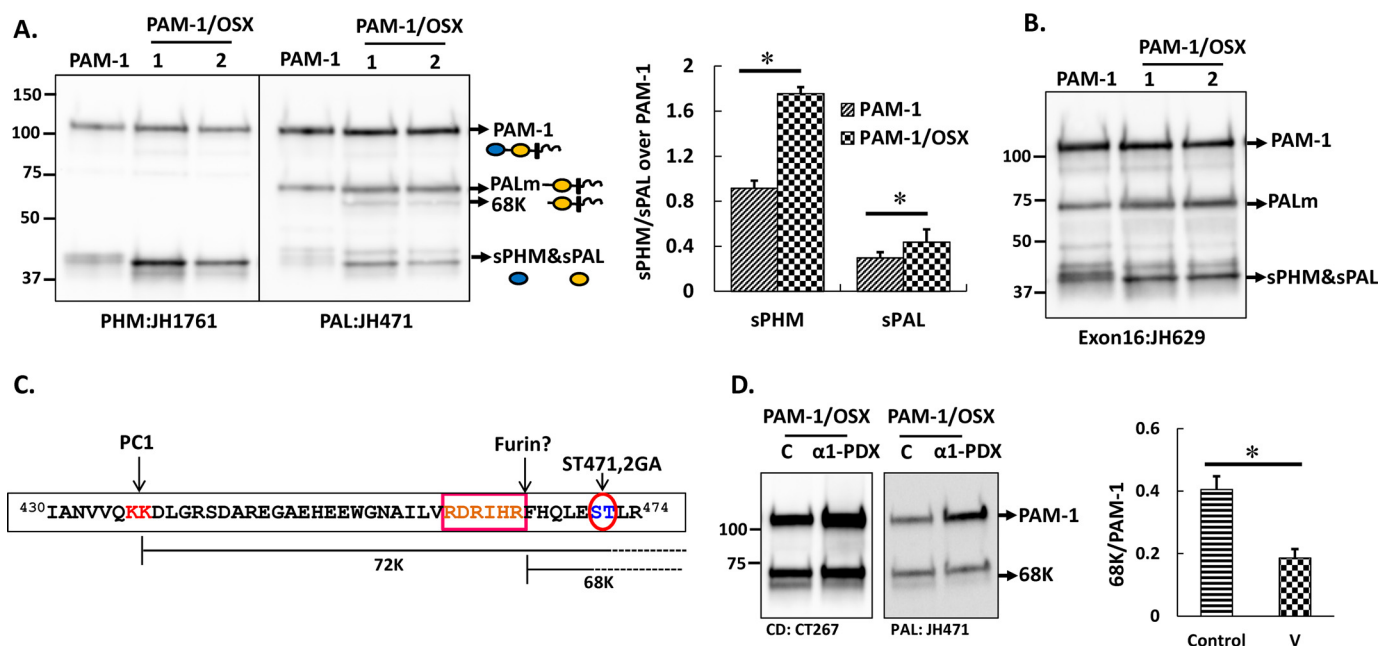 A.
PAM-1/OSX
PAM-1 1 2
PAM-1/OSX
PAM-1 1 2
150
100
75
50
37
PAM-1
PALm
68K
sPHM&sPAL
PHM:JH1761
PAL:JH471
sPHM/sPAL over PAM-1
2
1.6
1.2
0.8
0.4
0
*
*
PAM-1
PAM-1/OSX
sPHM
sPAL
B.
PAM-1/OSX
PAM-1 1 2
100
75
50
37
PAM-1
PALm
sPHM&sPAL
Exon16:JH629
C.
PC1
Furin?
ST471,2GA
430IANVVQKKDLGRSDAREGAEHEEWGNAILVRDRIHRFHQLESTLR474
72K
68K
D.
PAM-1/OSX
C α1-PDX
PAM-1/OSX
C α1-PDX
100
75
PAM-1
68K
CD: CT267
PAL: JH471
68K/PAM-1
0.6
0.4
0.2
0
*
Control
V